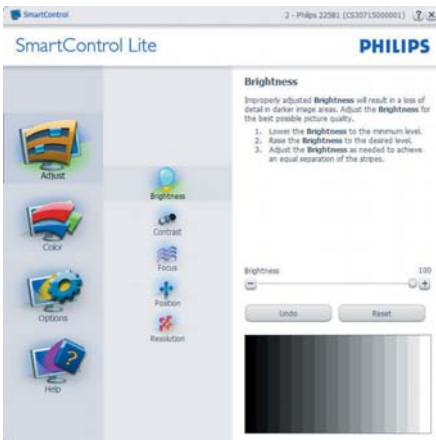 SmartControl
2 - Philips 225B1 (CS30715000001)
SmartControl Lite
PHILIPS
Adjust
Color
Options
Help
Brightness
Contrast
Focus
Position
Resolution
Brightness
Improperly adjusted Brightness will result in a loss of
detail in darker image areas. Adjust the Brightness for
the best possible picture quality.
1. Lower the Brightness to the minimum level.
2. Raise the Brightness to the desired level.
3. Adjust the Brightness as needed to achieve
an equal separation of the stripes.
Brightness 100
Undo Reset